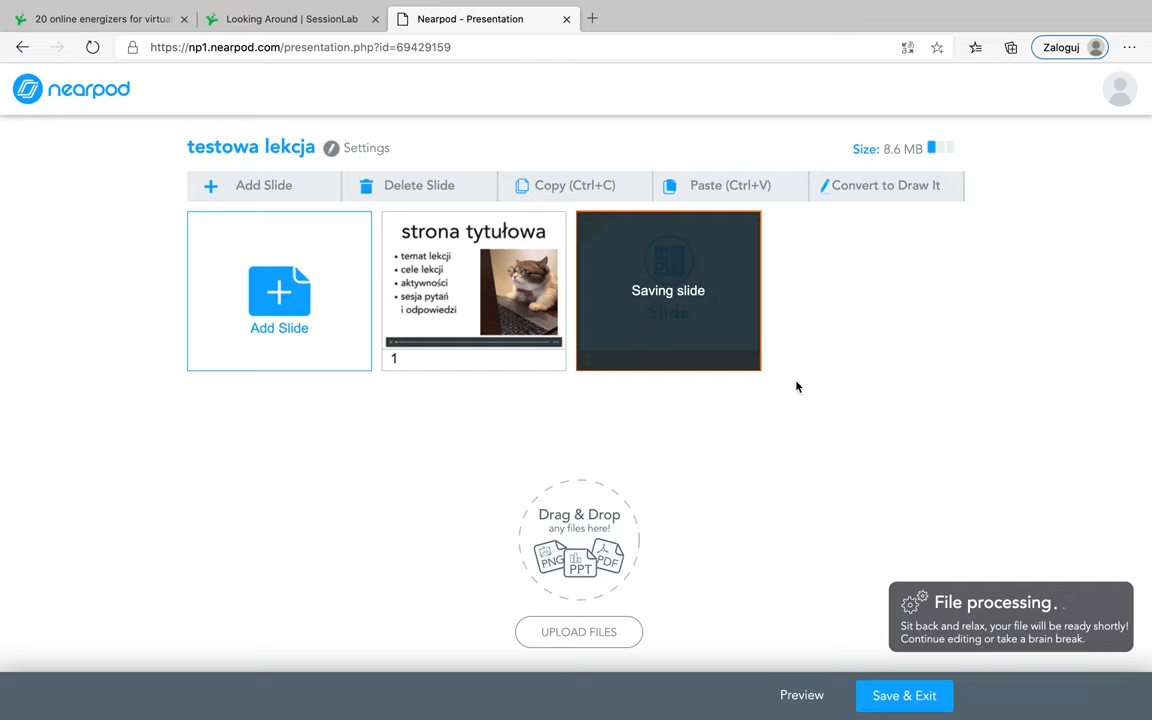 20 online energizers for virtua
Looking Around | SessionLab
Nearpod - Presentation
https://np1.nearpod.com/presentation.php?id=69429159
Zaloguj
nearpod
testowa lekcja
Settings
Size: 8.6 MB
Add Slide
Delete Slide
Copy (Ctrl+C)
Paste (Ctrl+V)
Convert to Draw It
Add Slide
strona tytułowa
• temat lekcji
• cele lekcji
• aktywności
• sesja pytań
i odpowiedzi
1
Saving slide
Slide
Drag & Drop
any files here!
PNG
PPT
PDF
UPLOAD FILES
File processing. .
Sit back and relax, your file will be ready shortly!
Continue editing or take a brain break.
Preview
Save & Exit